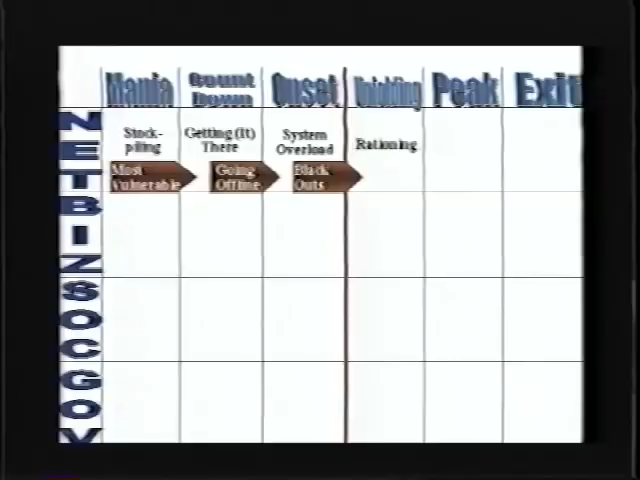 Mania Count Down Onset Unfolding Peak Exit
NET
Stock-piling Getting (It) There System Overload Rationing
Most Vulnerable Going Offline Black Outs
BIZ
SOC
GOV